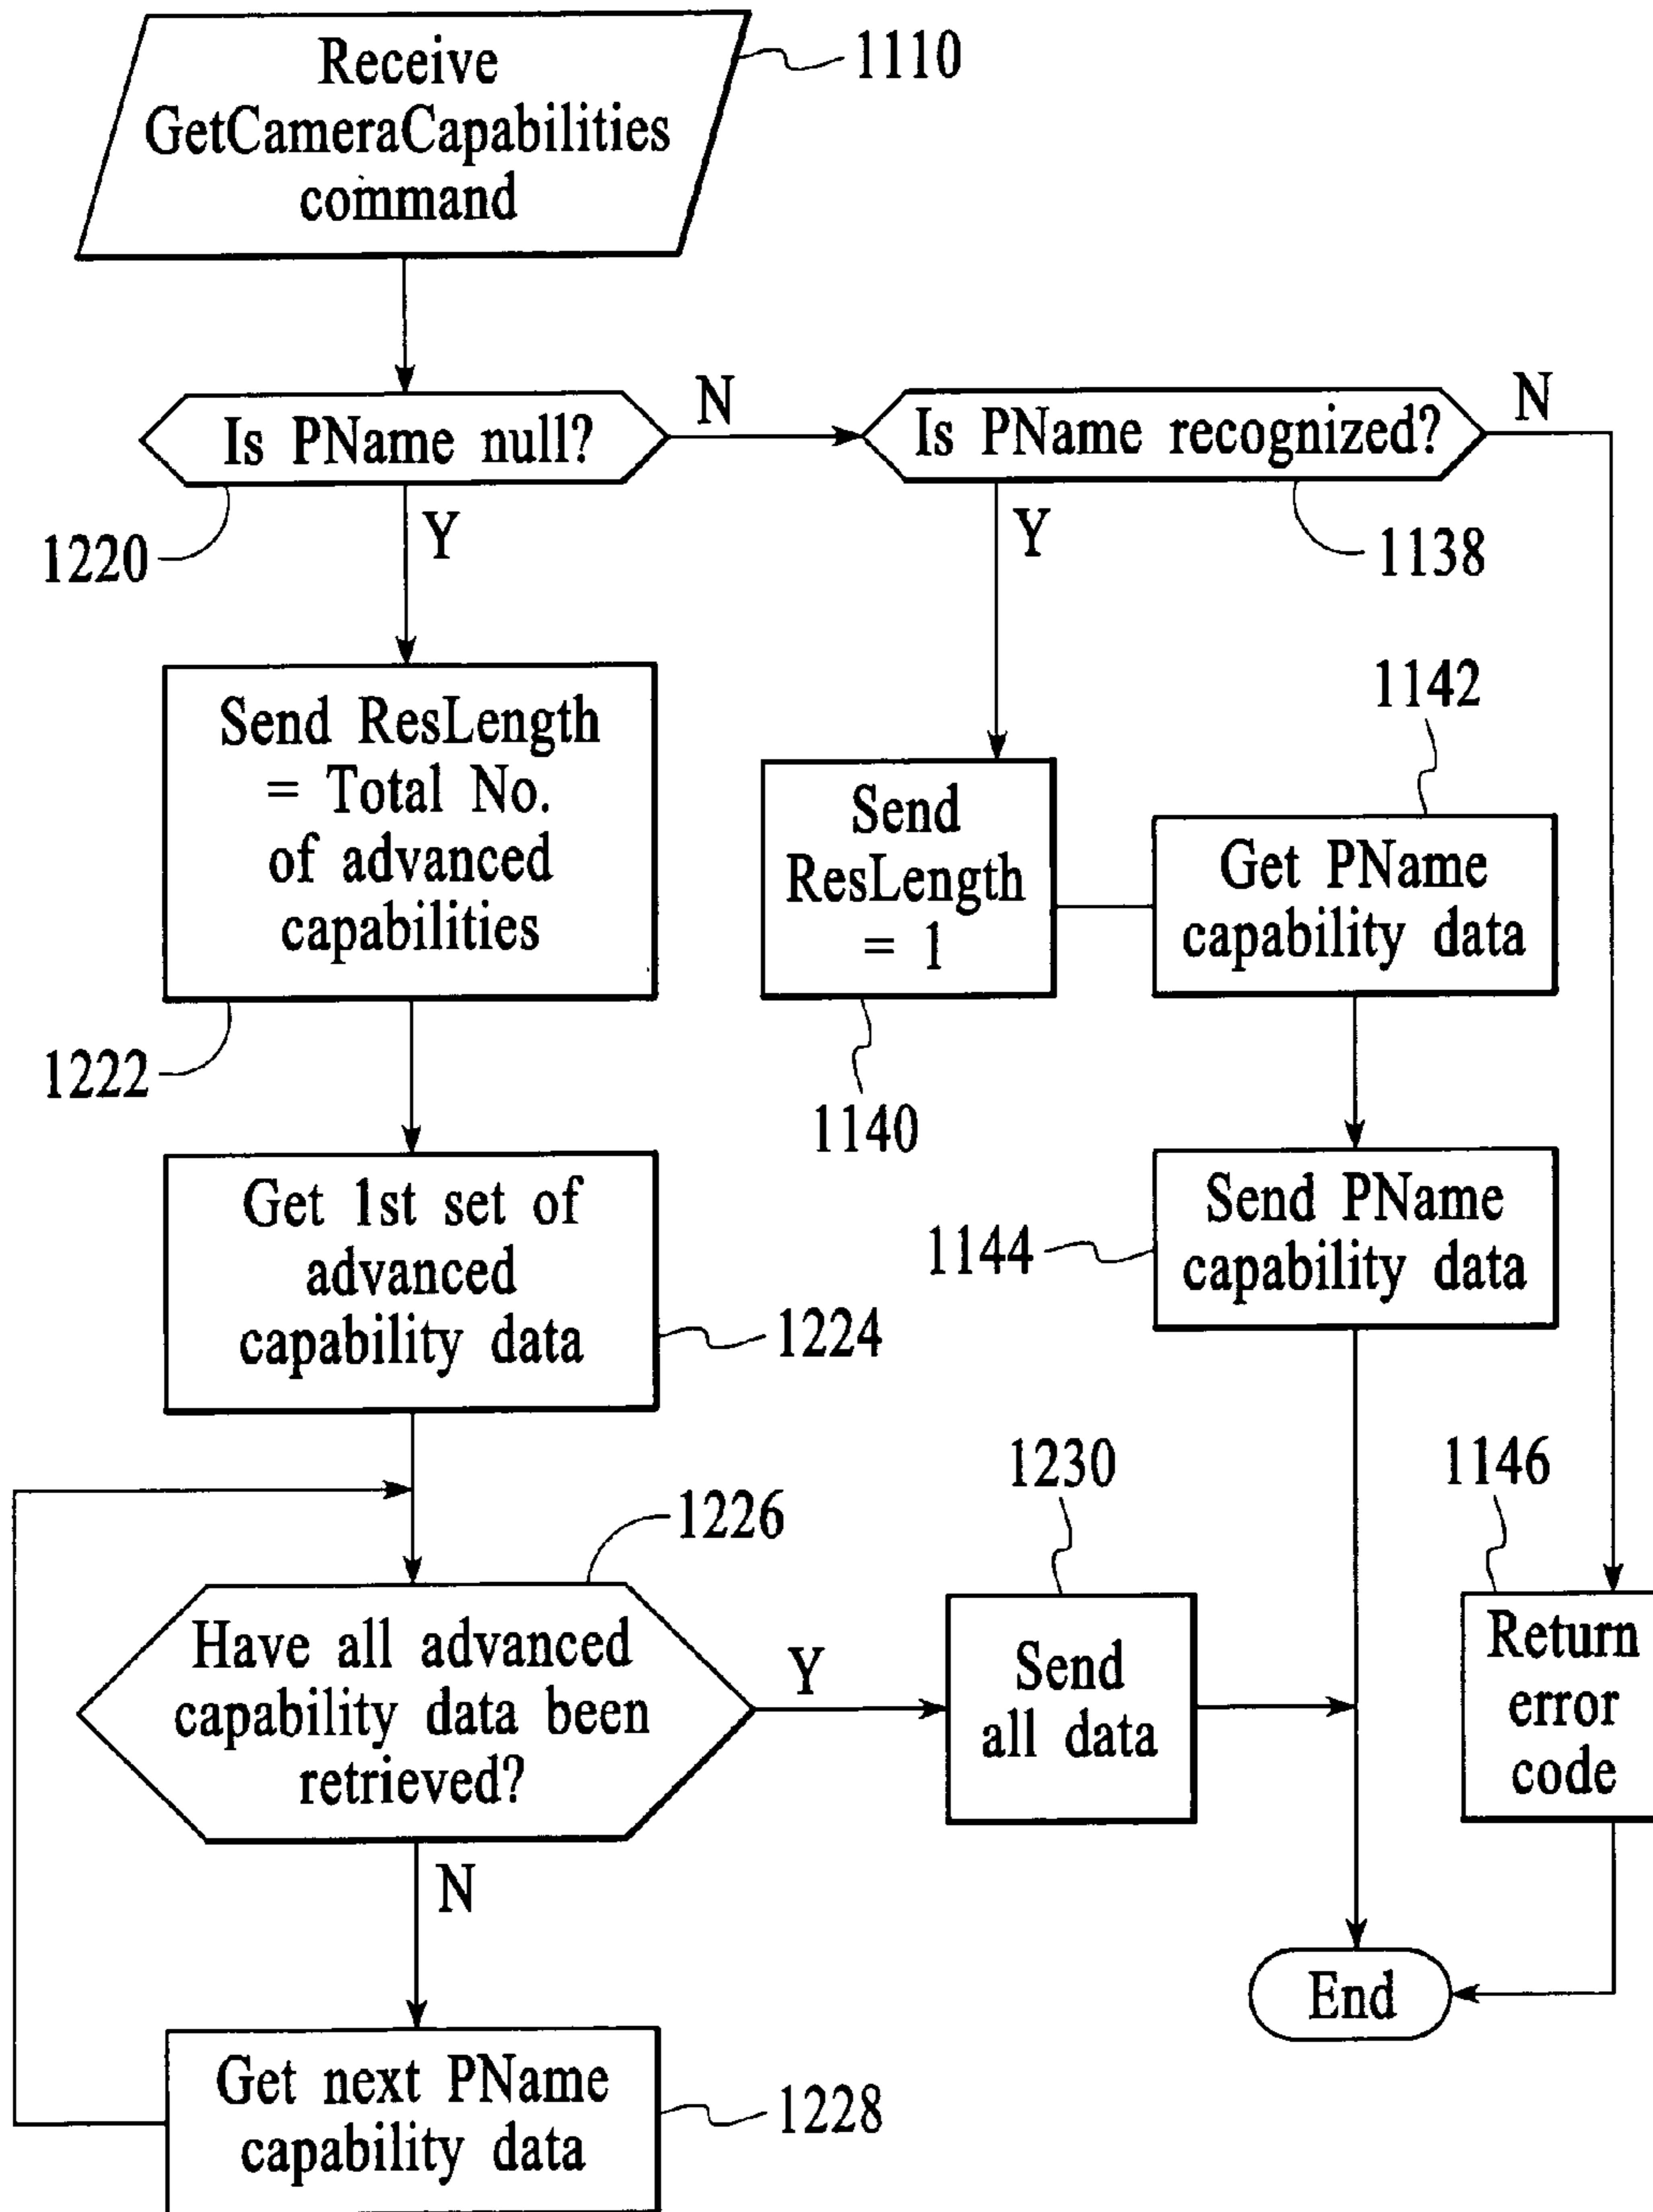 Receive
GetCameraCapabilities
command
1110
Is PName null?
N
Is PName recognized?
N
1220
Y
Y
1138
Send ResLength
= Total No.
of advanced
capabilities
1222
Send
ResLength
= 1
1140
1142
Get PName
capability data
Get 1st set of
advanced
capability data
1224
Send PName
capability data
1144
1226
1230
1146
Have all advanced
capability data been
retrieved?
Y
N
Send
all data
Return
error
code
End
Get next PName
capability data
1228